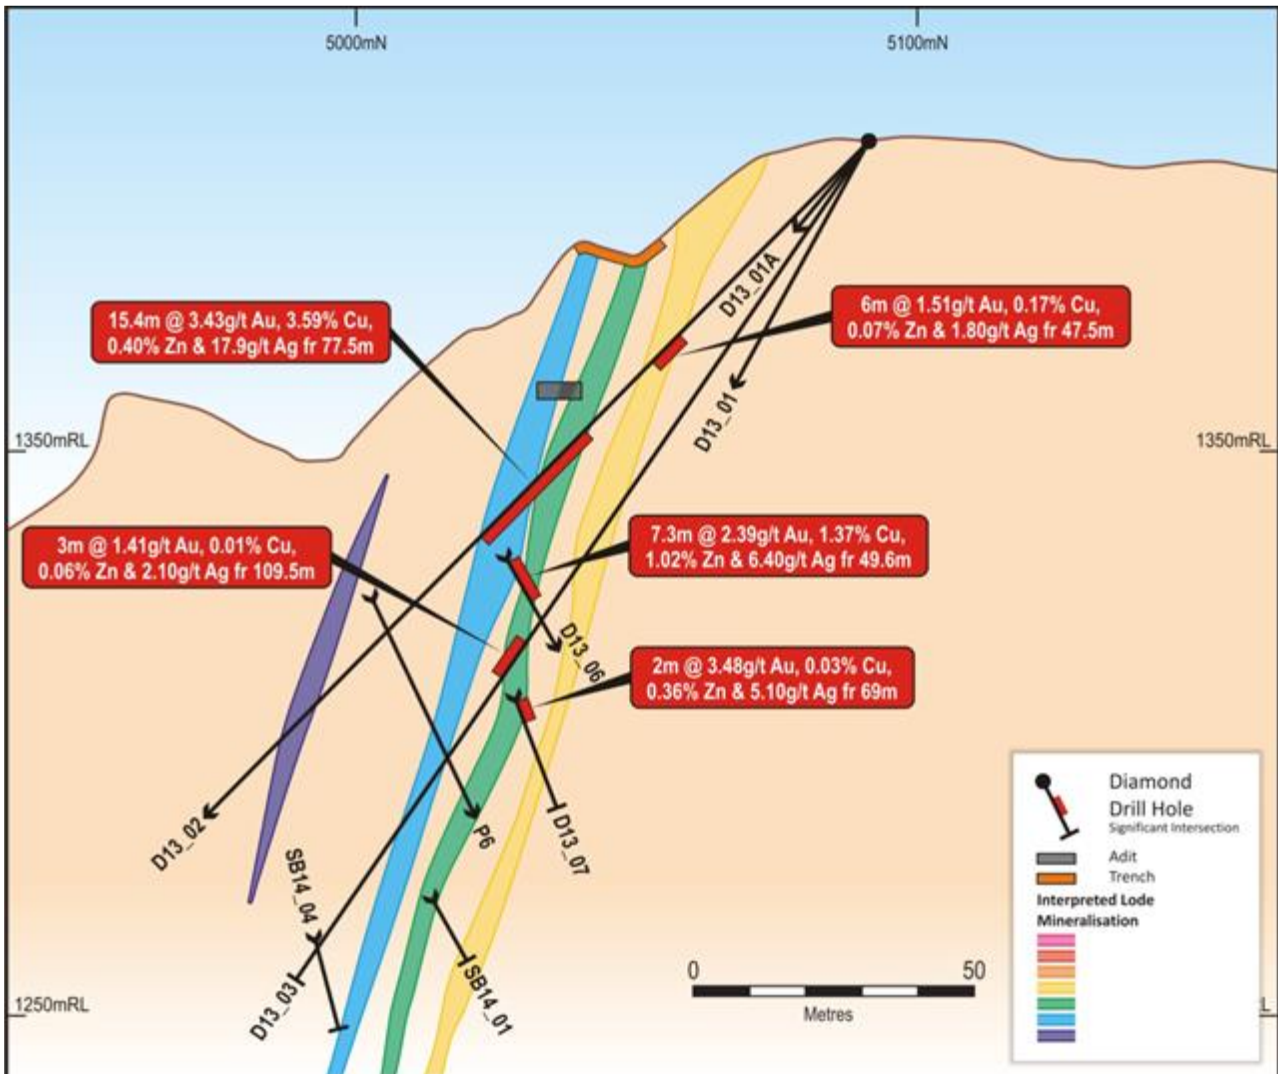 5000mN
5100mN
15.4m @ 3.43g/t Au, 3.59% Cu,
0.40% Zn & 17.9g/t Ag fr 77.5m
D13_01A
6m @ 1.51g/t Au, 0.17% Cu,
0.07% Zn & 1.80g/t Ag fr 47.5m
D13_01
1350mRL
1350mRL
3m @ 1.41g/t Au, 0.01% Cu,
0.06% Zn & 2.10g/t Ag fr 109.5m
7.3m @ 2.39g/t Au, 1.37% Cu,
1.02% Zn & 6.40g/t Ag fr 49.6m
D13_06
2m @ 3.48g/t Au, 0.03% Cu,
0.36% Zn & 5.10g/t Ag fr 69m
D13_02
P6
D13_07
SB14_04
D13_03
SB14_01
1250mRL
L
0
50
Metres
Diamond
Drill Hole
Significant Intersection
Adit
Trench
Interpreted Lode
Mineralisation